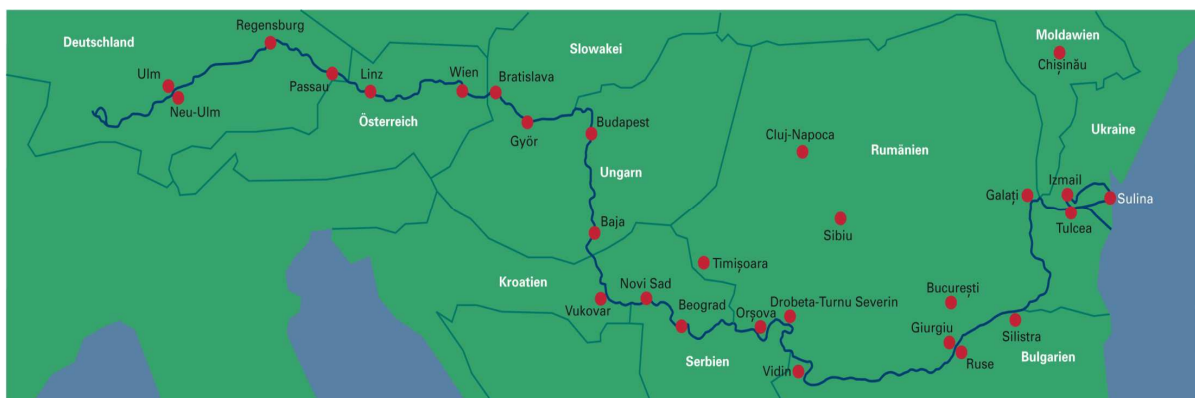 Deutschland
Regensburg
Ulm
Neu-Ulm
Passau
Linz
Österreich
Wien
Slowakei
Bratislava
Györ
Budapest
Ungarn
Baja
Kroatien
Vukovar
Novi Sad
Beograd
Serbien
Timișoara
Orșova
Drobeta-Turnu Severin
Vidin
Cluj-Napoca
Rumänien
Sibiu
București
Giurgiu
Ruse
Silistra
Bulgarien
Moldawien
Chișinău
Ukraine
Galați
Izmail
Tulcea
Sulina